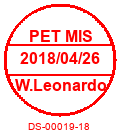 PET MIS
2018/04/26
W.Leonardo
DS-00019-18